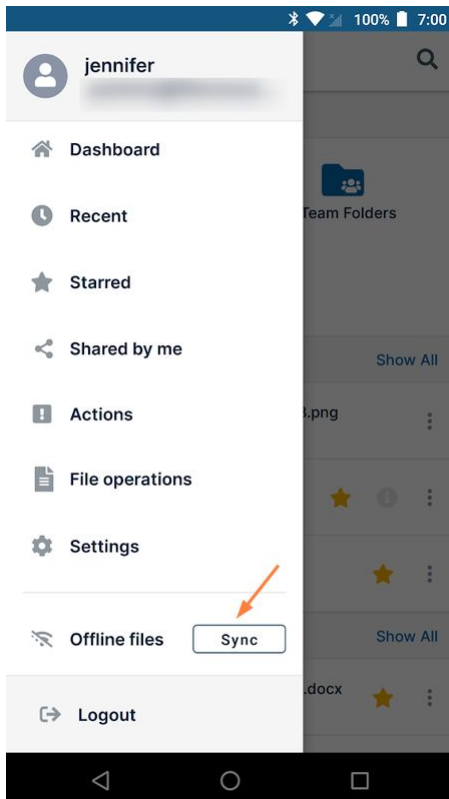 100% 7:00
jennifer
Dashboard
Recent
Team Folders
Starred
Shared by me
Show All
Actions
.png
File operations
Settings
Offline files
Sync
Show All
.docx
Logout